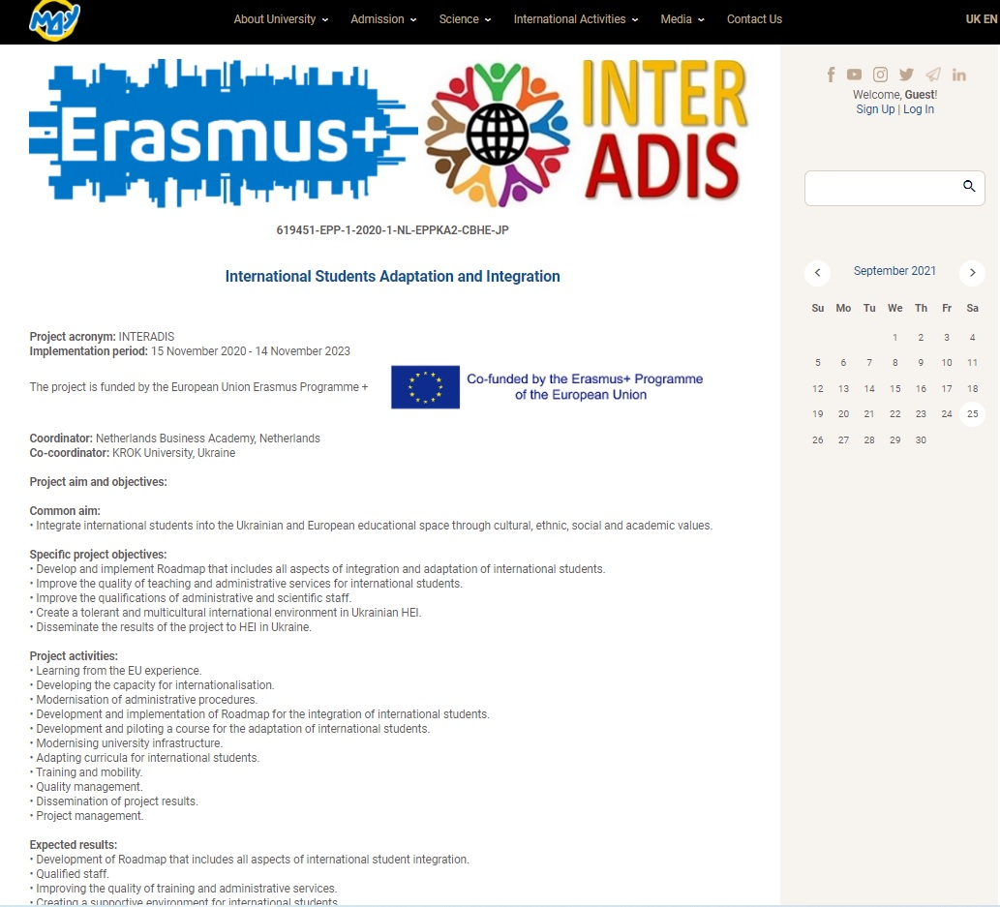 МАУ
About University
Admission
Science
International Activities
Media
Contact Us
UK EN
Erasmus+
INTER
ADIS
Welcome, Guest!
Sign Up | Log In
619451-EPP-1-2020-1-NL-EPPKA2-CBHE-JP
International Students Adaptation and Integration
Project acronym: INTERADIS
Implementation period: 15 November 2020 - 14 November 2023
The project is funded by the European Union Erasmus Programme +
Co-funded by the Erasmus+ Programme
of the European Union
Coordinator: Netherlands Business Academy, Netherlands
Co-coordinator: KROK University, Ukraine
Project aim and objectives:
Common aim:
• Integrate international students into the Ukrainian and European educational space through cultural, ethnic, social and academic values.
Specific project objectives:
• Develop and implement Roadmap that includes all aspects of integration and adaptation of international students.
• Improve the quality of teaching and administrative services for international students.
• Improve the qualifications of administrative and scientific staff.
• Create a tolerant and multicultural international environment in Ukrainian HEI.
• Disseminate the results of the project to HEI in Ukraine.
Project activities:
• Learning from the EU experience.
• Developing the capacity for internationalisation.
• Modernisation of administrative procedures.
• Development and implementation of Roadmap for the integration of international students.
• Development and piloting a course for the adaptation of international students.
• Modernising university infrastructure.
• Adapting curricula for international students.
• Training and mobility.
• Quality management.
• Dissemination of project results.
• Project management.
Expected results:
• Development of Roadmap that includes all aspects of international student integration.
• Qualified staff.
• Improving the quality of training and administrative services.
• Creating a supportive environment for international students
September 2021
Su Mo Tu We Th Fr Sa
1 2 3 4
5 6 7 8 9 10 11
12 13 14 15 16 17 18
19 20 21 22 23 24 25
26 27 28 29 30